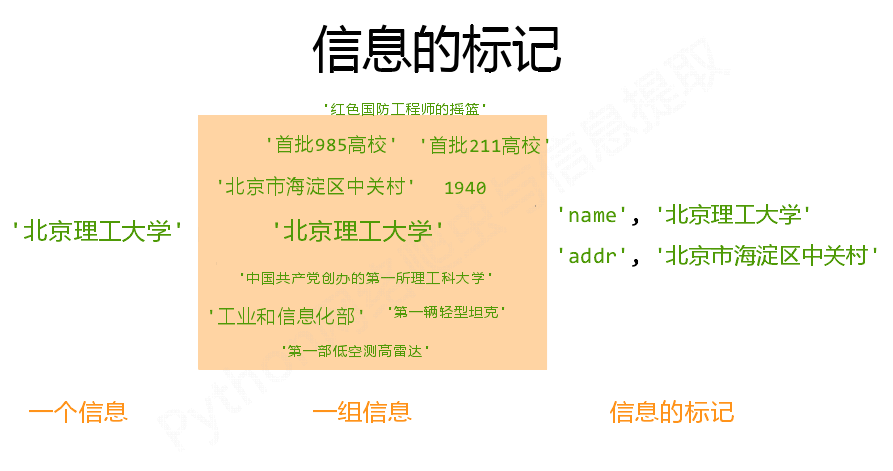 信息的标记
'红色国防工程师的摇篮'
'首批985高校' '首批211高校'
'北京市海淀区中关村' 1940
'北京理工大学'
'北京理工大学'
'中国共产党创办的第一所理工科大学'
'工业和信息化部' '第一辆轻型坦克'
'第一部低空测高雷达'
'name', '北京理工大学'
'addr', '北京市海淀区中关村'
一个信息
一组信息
信息的标记